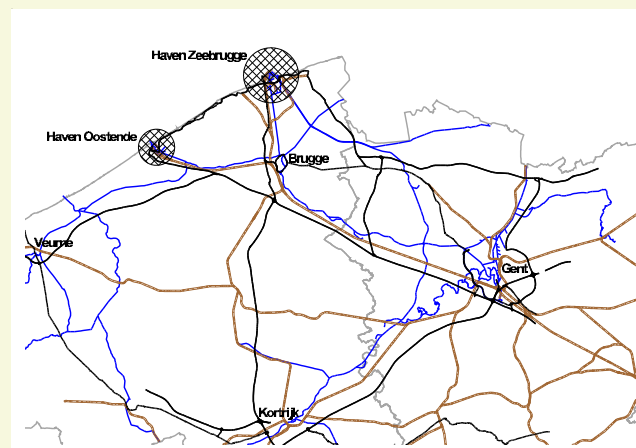 Haven Zeebrugge
Haven Oostende
Brugge
Veurne
Gent
Kortrijk